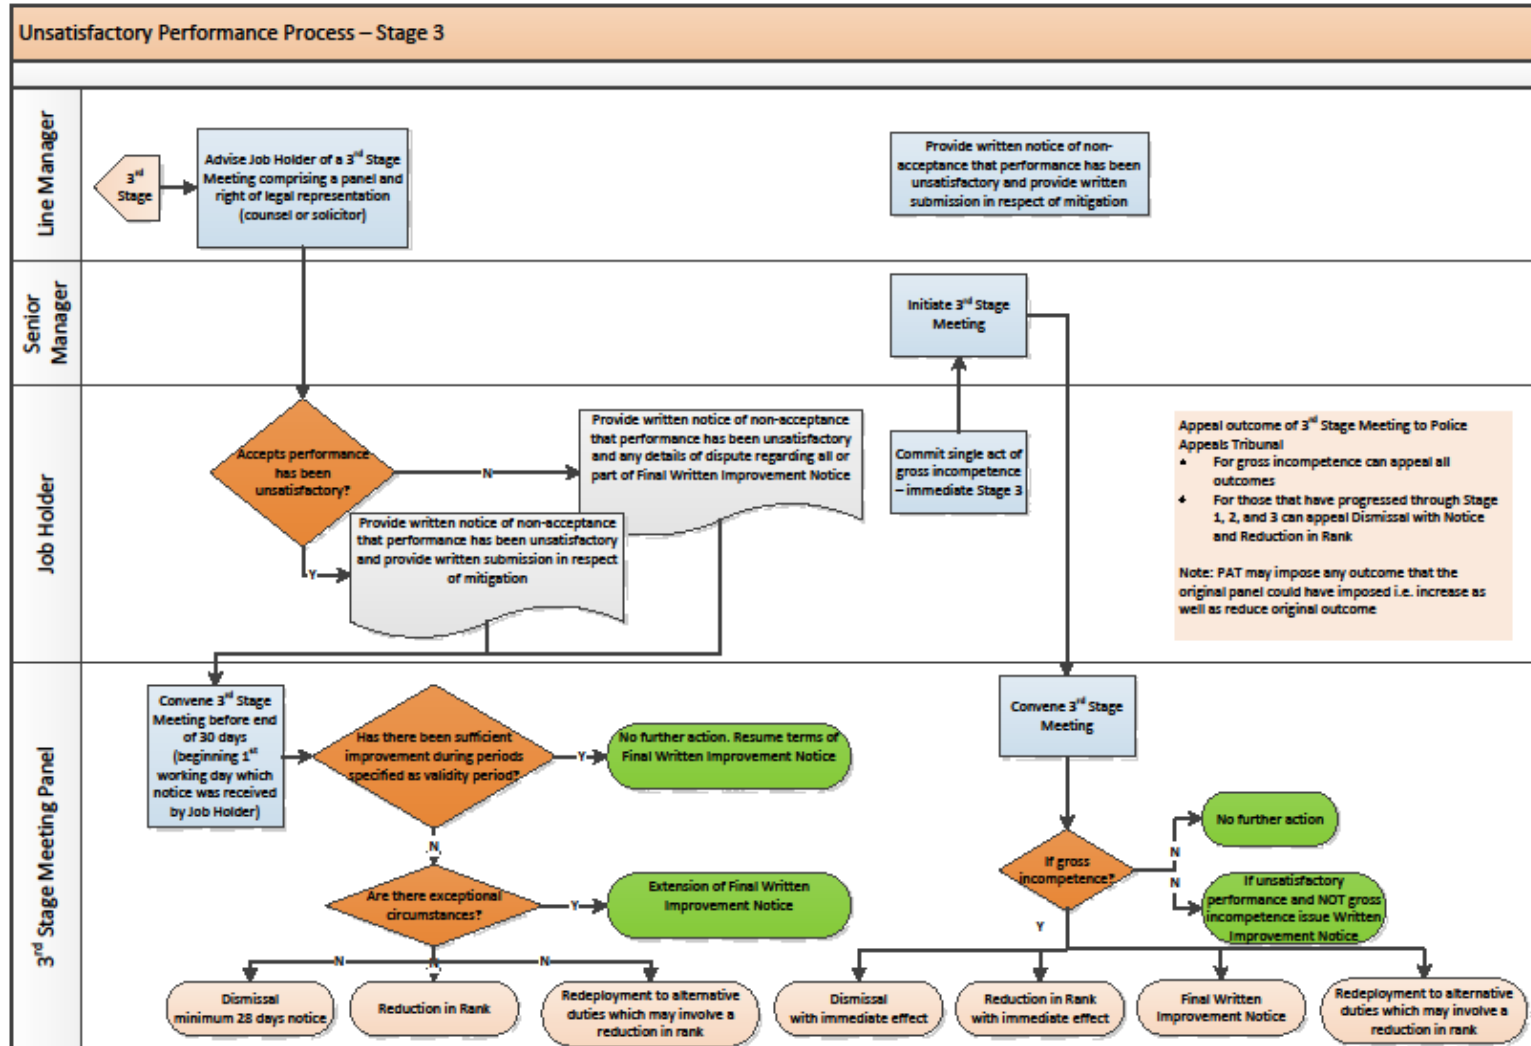 Unsatisfactory Performance Process – Stage 3
Line Manager
3rd
Stage
Advise Job Holder of a 3rd Stage
Meeting comprising a panel and
right of legal representation
(counsel or solicitor)
Provide written notice of non-
acceptance that performance has been
unsatisfactory and provide written
submission in respect of mitigation
Senior
Manager
Initiate 3rd Stage
Meeting
Job Holder
Accepts performance
has been
unsatisfactory?
N
Y
Provide written notice of non-acceptance
that performance has been unsatisfactory
and any details of dispute regarding all or
part of Final Written Improvement Notice
Provide written notice of non-acceptance
that performance has been unsatisfactory
and provide written submission in respect
of mitigation
Commit single act of
gross incompetence
– immediate Stage 3
Appeal outcome of 3rd Stage Meeting to Police
Appeals Tribunal
• For gross incompetence can appeal all
outcomes
• For those that have progressed through Stage
1, 2, and 3 can appeal Dismissal with Notice
and Reduction in Rank
Note: PAT may impose any outcome that the
original panel could have imposed i.e. increase as
well as reduce original outcome
3rd Stage Meeting Panel
Convene 3rd Stage
Meeting before end
of 30 days
(beginning 1st
working day which
notice was received
by Job Holder)
Has there been sufficient
improvement during periods
specified as validity period?
Y
No further action. Resume terms of
Final Written Improvement Notice
N
Are there exceptional
circumstances?
Y
Extension of Final Written
Improvement Notice
N
N
N
Dismissal
minimum 28 days notice
Reduction in Rank
Redeployment to alternative
duties which may involve a
reduction in rank
Convene 3rd Stage
Meeting
If gross
incompetence?
N
No further action
N
If unsatisfactory
performance and NOT gross
incompetence issue Written
Improvement Notice
Y
Dismissal
with immediate effect
Reduction in Rank
with immediate effect
Final Written
Improvement Notice
Redeployment to alternative
duties which may involve a
reduction in rank